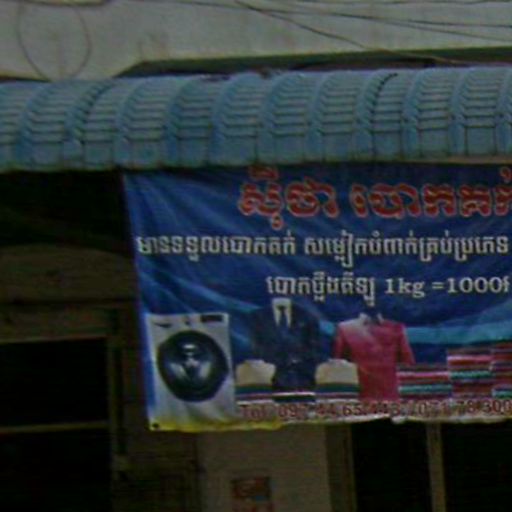 ស៊ីថា បោកគក់
មានទទួលបោកគក់ សម្លៀកបំពាក់គ្រប់ប្រភេទ
បោកថ្លឹងគីឡូ 1kg =1000៛
Tel